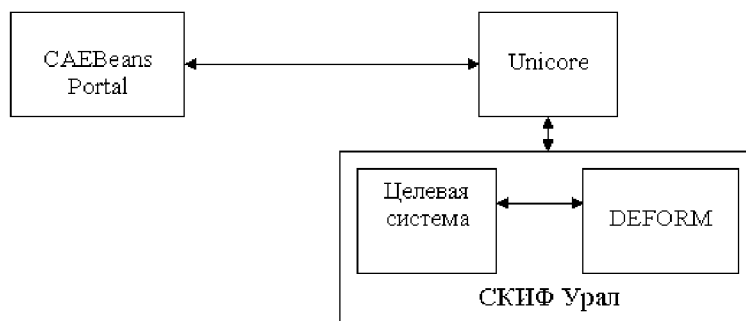 CAEBeans
Portal
Unicore
Целевая
система
DEFORM
СКИФ Урал